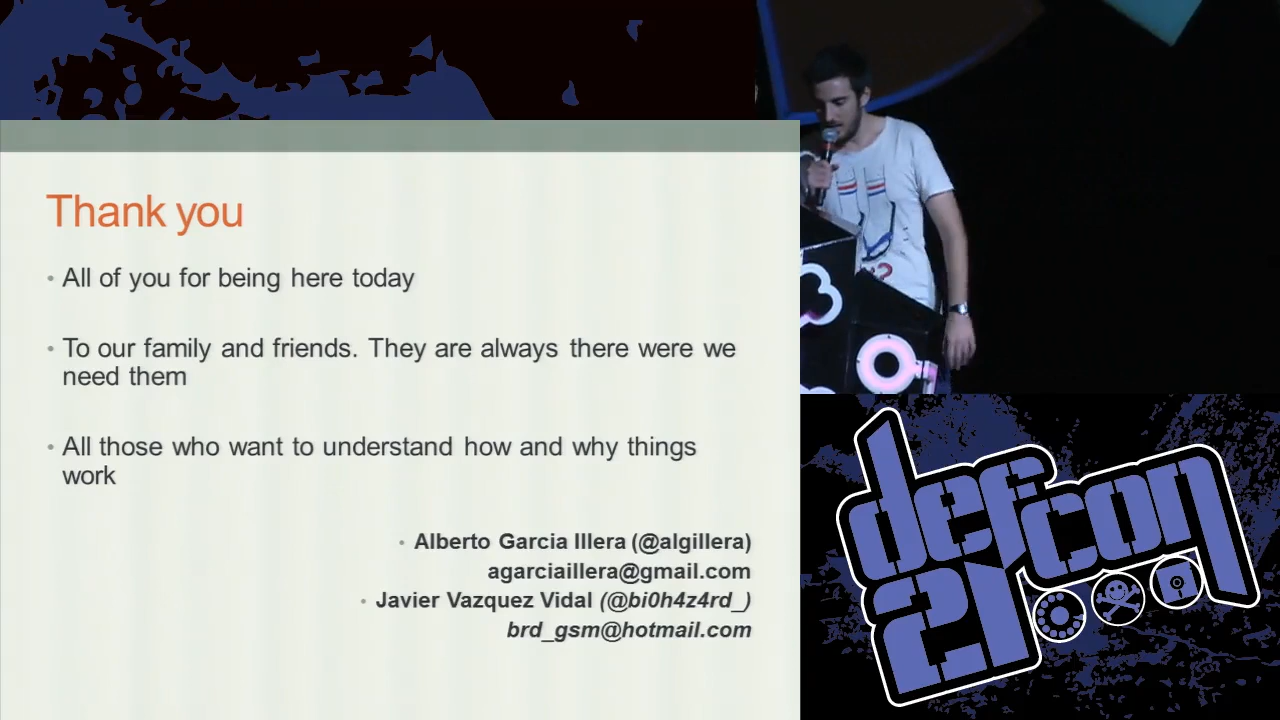 Thank you
• All of you for being here today
• To our family and friends. They are always there were we
need them
• All those who want to understand how and why things
work
• Alberto Garcia Illera (@algillera)
agarciaillera@gmail.com
• Javier Vazquez Vidal (@bi0h4z4rd_)
brd_gsm@hotmail.com
defcon
21